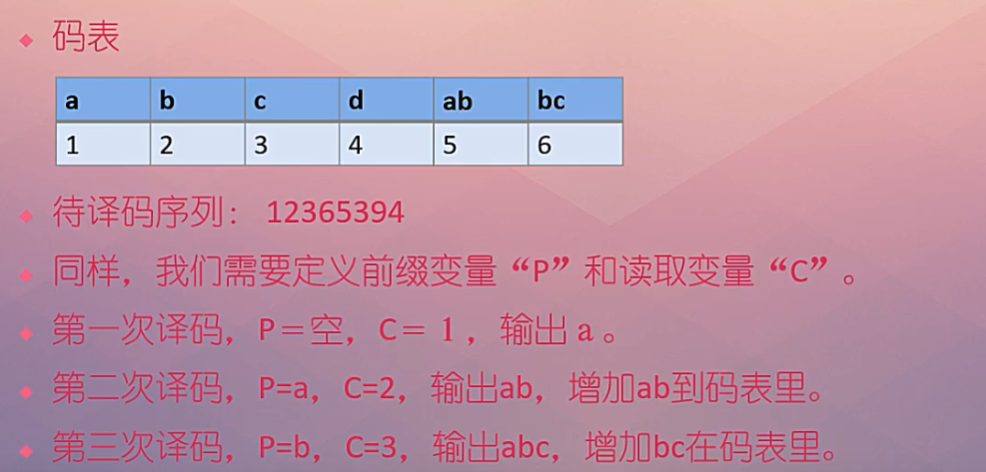 码表
a b c d ab bc
1 2 3 4 5 6
待译码序列： 12365394
同样，我们需要定义前缀变量“P”和读取变量“C”。
第一次译码，P＝空，C＝ 1 ，输出 a 。
第二次译码，P=a，C=2，输出ab，增加ab到码表里。
第三次译码，P=b，C=3，输出abc，增加bc在码表里。